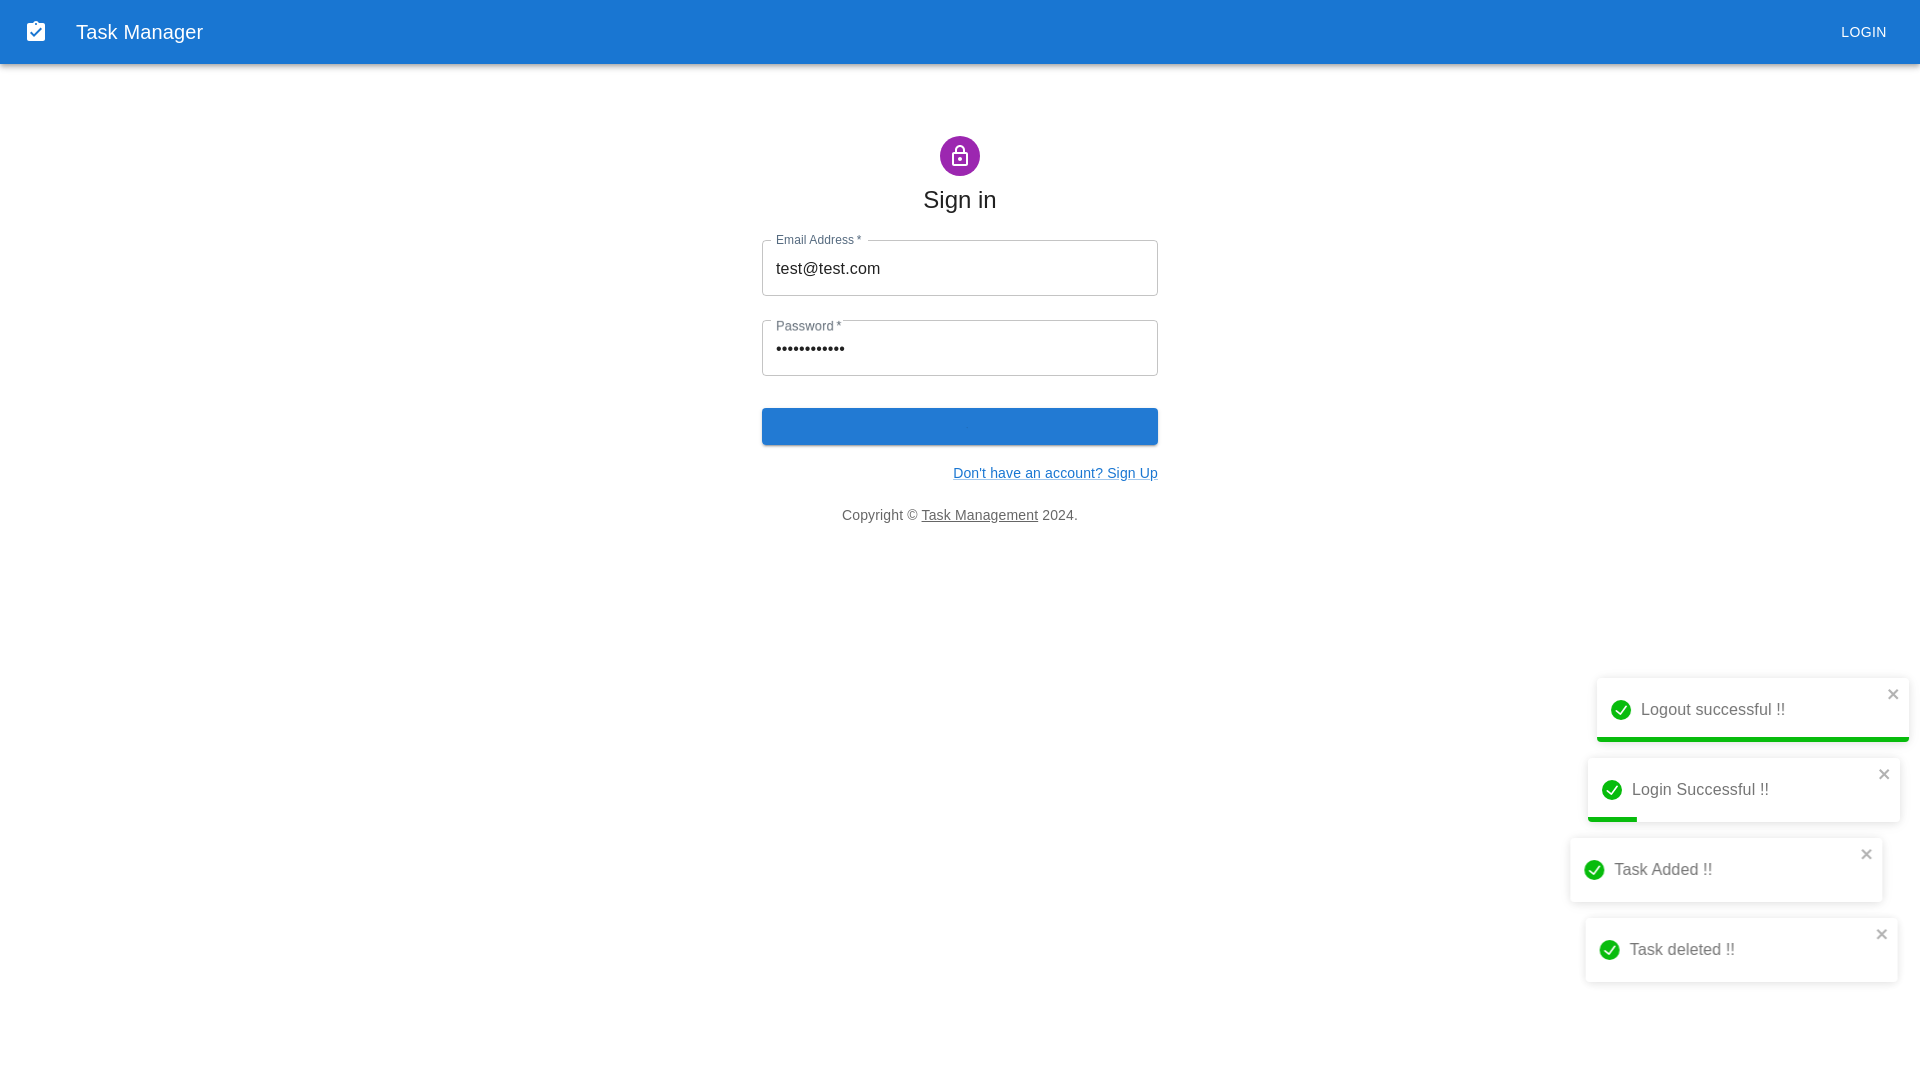 Task Manager
LOGIN
Sign in
Email Address *
test@test.com
Password *
••••••••••••
Don't have an account? Sign Up
Copyright © Task Management 2024.
Logout successful !!
Login Successful !!
Task Added !!
Task deleted !!